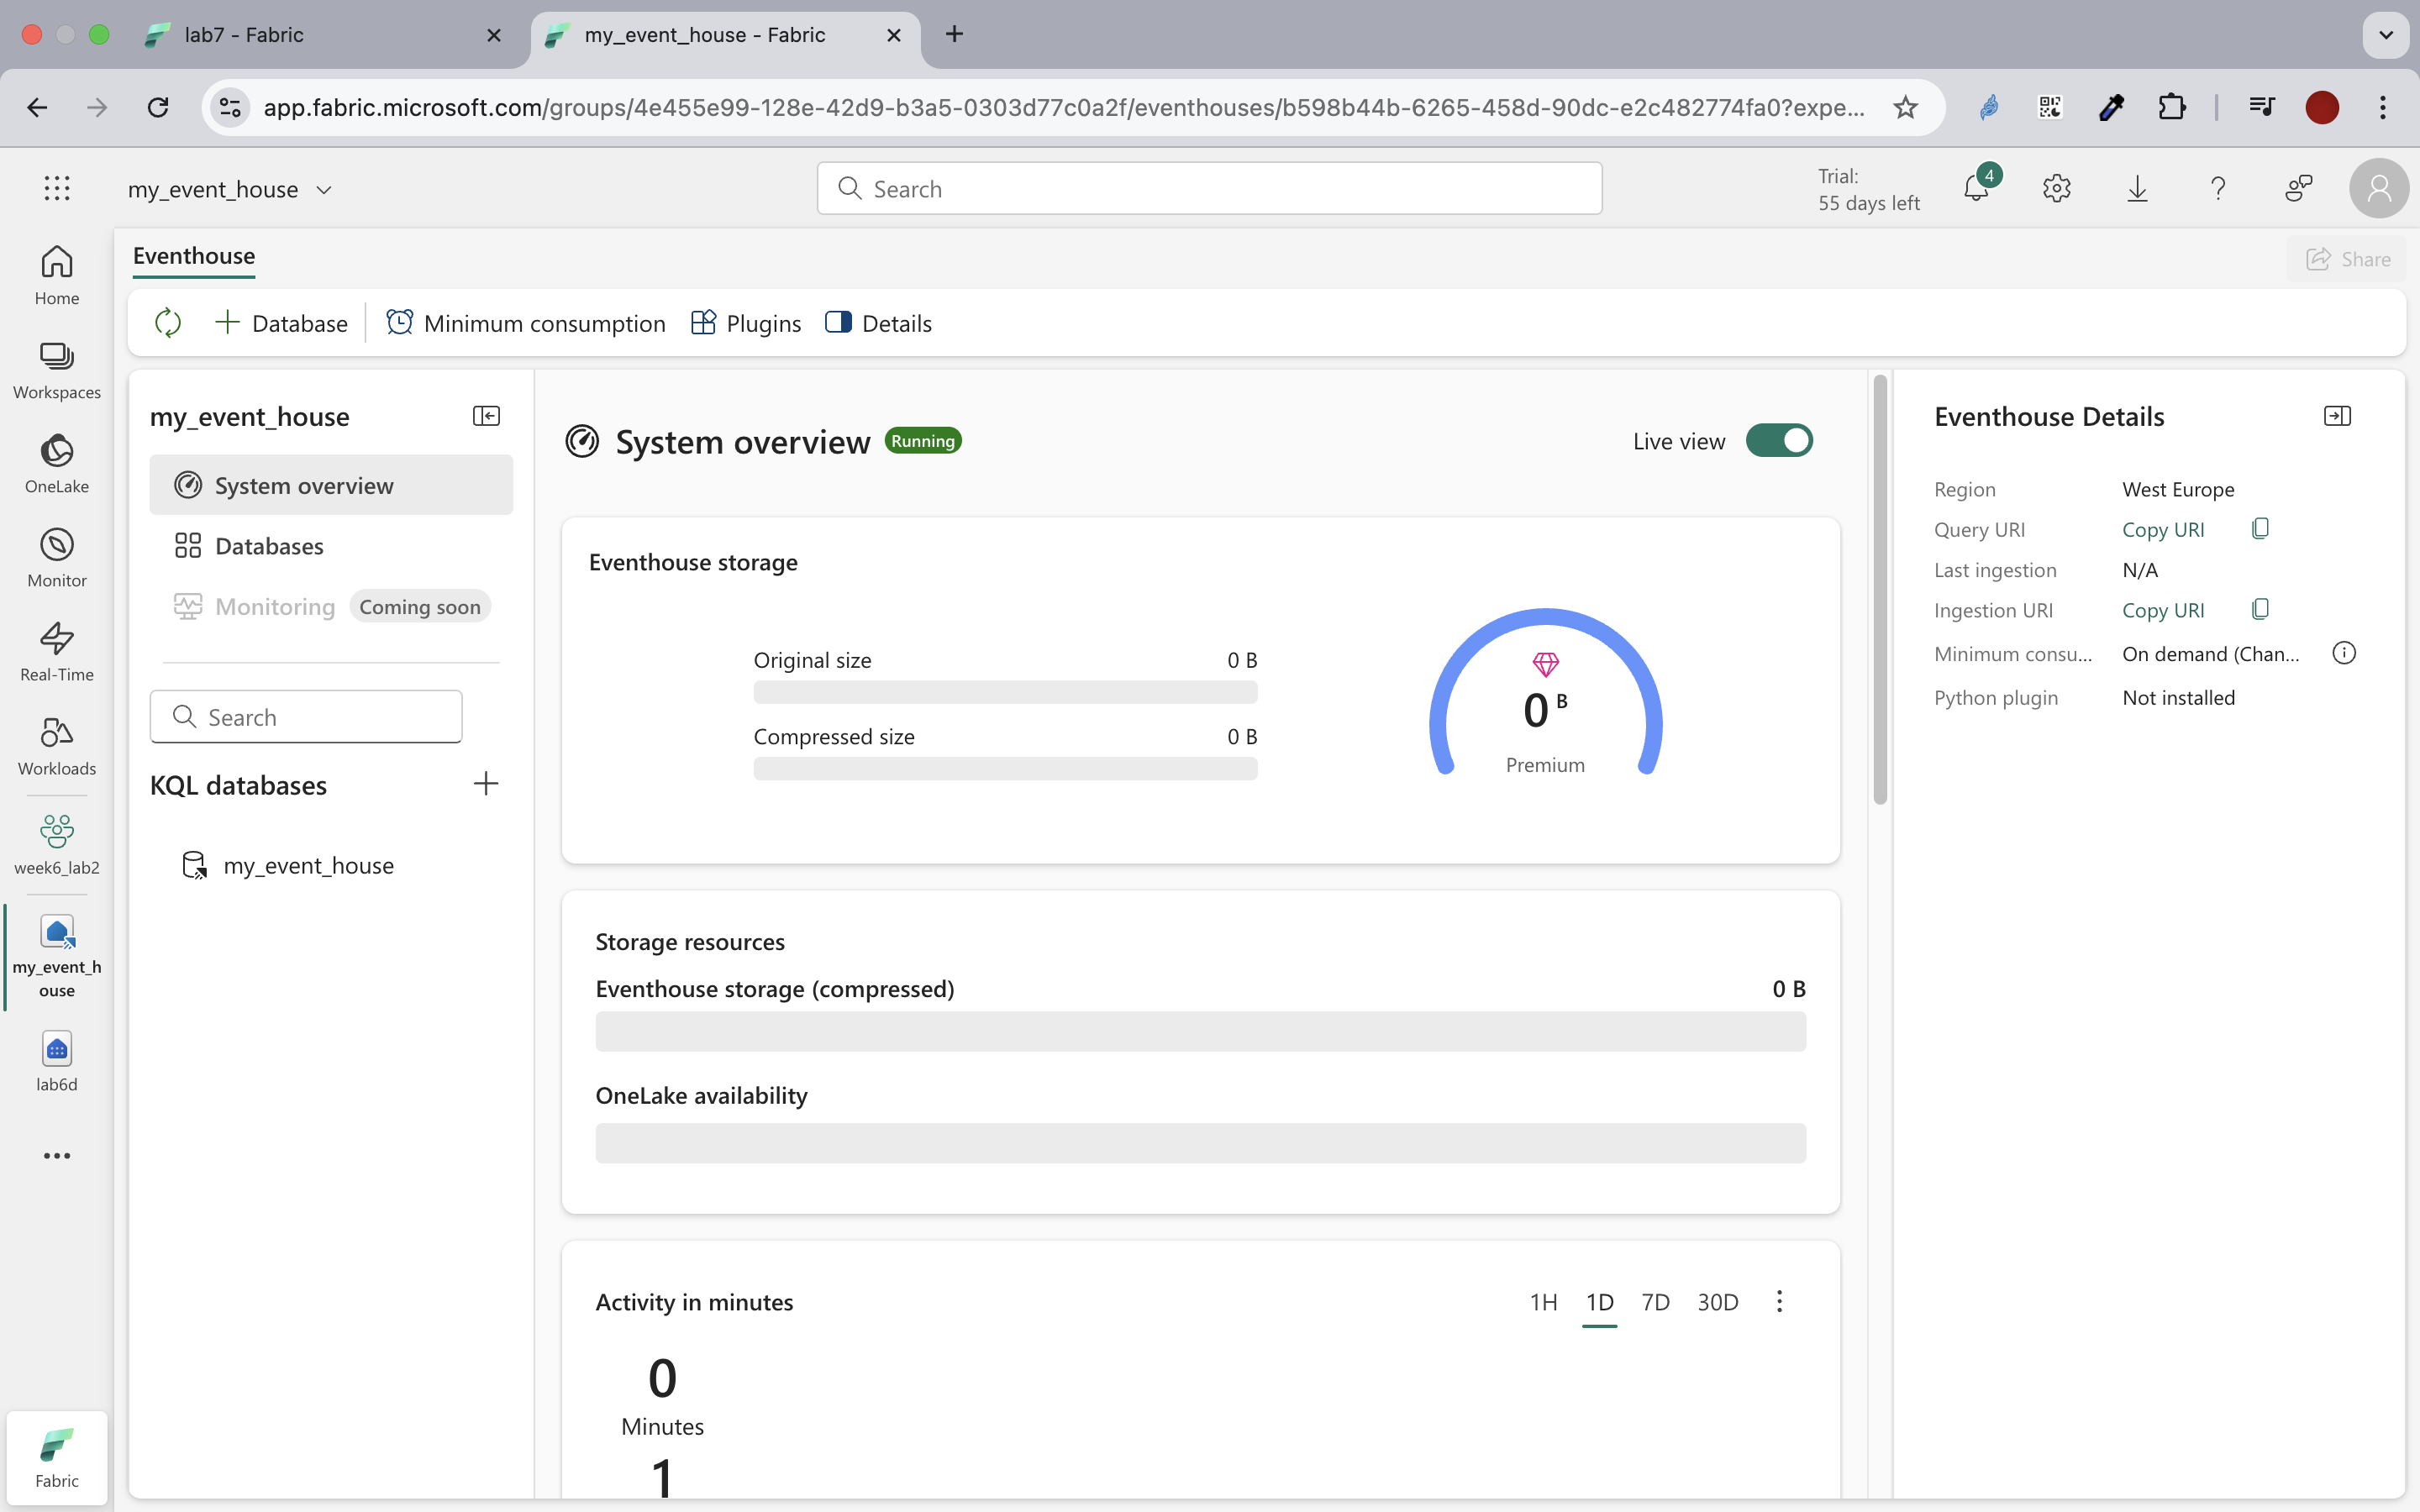 lab7 - Fabric
my_event_house - Fabric
app.fabric.microsoft.com/groups/4e455e99-128e-42d9-b3a5-0303d77c0a2f/eventhouses/b598b44b-6265-458d-90dc-e2c482774fa0?expe...
my_event_house
Search
Trial:
55 days left
4
Eventhouse
Share
Home
Workspaces
OneLake
Monitor
Real-Time
Workloads
week6_lab2
my_event_h
ouse
lab6d
Fabric
Database
Minimum consumption
Plugins
Details
my_event_house
System overview
Databases
Monitoring
Coming soon
Search
KQL databases
my_event_house
System overview
Running
Live view
Eventhouse storage
Original size
0 B
Compressed size
0 B
0 B
Premium
Storage resources
Eventhouse storage (compressed)
0 B
OneLake availability
Activity in minutes
1H
1D
7D
30D
0
Minutes
1
Eventhouse Details
Region
West Europe
Query URI
Copy URI
Last ingestion
N/A
Ingestion URI
Copy URI
Minimum consu...
On demand (Chan...
Python plugin
Not installed